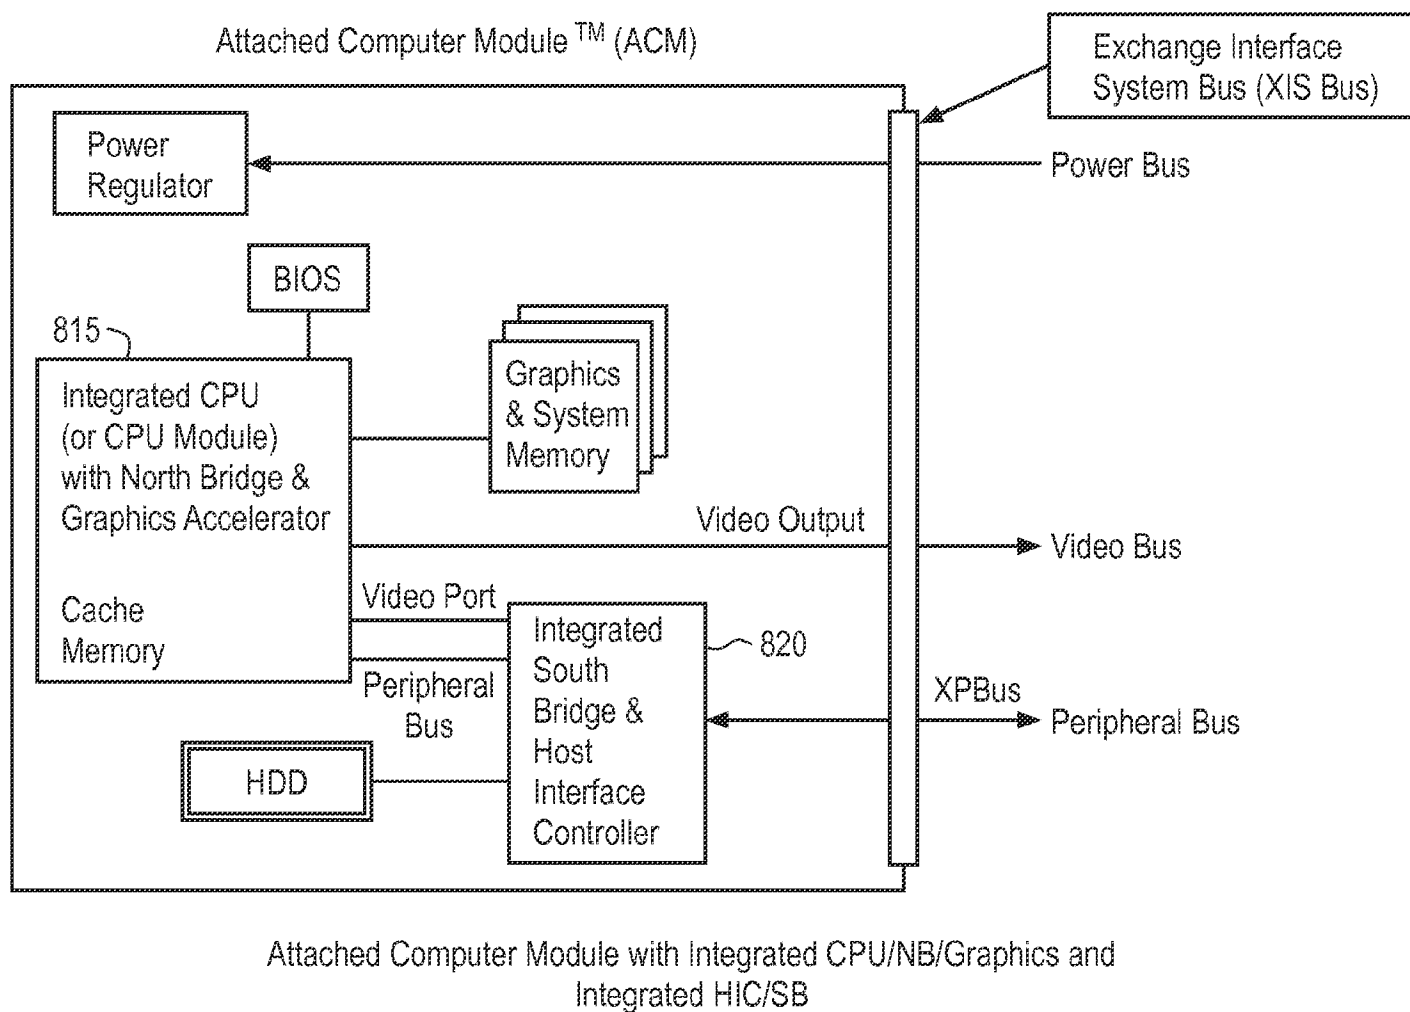 Attached Computer Module TM (ACM)
Exchange Interface
System Bus (XIS Bus)
Power
Regulator
Power Bus
BIOS
815
Integrated CPU
(or CPU Module)
with North Bridge &
Graphics Accelerator
Cache
Memory
Graphics
& System
Memory
Video Output
Video Bus
Video Port
Peripheral
Bus
Integrated
South
Bridge &
Host
Interface
Controller
820
XPBus
Peripheral Bus
HDD
Attached Computer Module with Integrated CPU/NB/Graphics and
Integrated HIC/SB